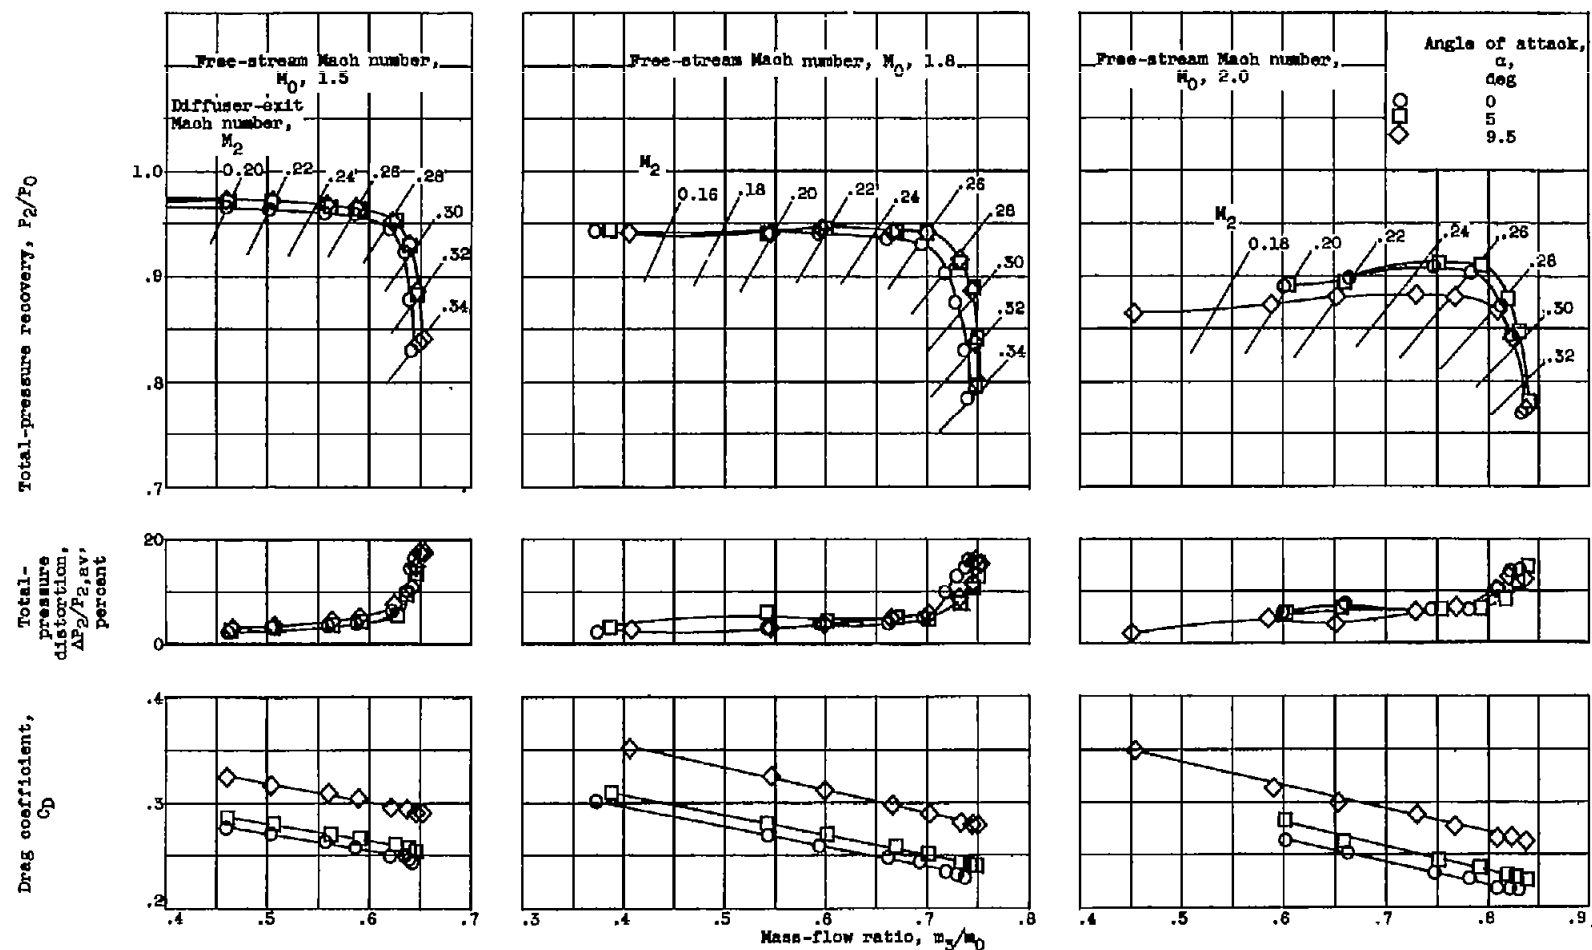 Free-stream Mach number,
M0, 1.5
Free-stream Mach number, M0, 1.8
Free-stream Mach number,
M0, 2.0
Angle of attack,
α,
deg
0
5
9.5
Diffuser-exit
Mach number,
M2
0.20
.22
.24
.26
.28
.30
.32
.34
M2
0.16
.18
.20
.22
.24
.26
.28
.30
.32
.34
M2
0.18
.20
.22
.24
.26
.28
.30
.32
Total-pressure recovery, P2/P0
1.0
.9
.8
.7
Total-
pressure
distortion,
ΔP2/P2,av,
percent
20
10
0
Drag coefficient,
CD
.4
.3
.2
.4
.5
.6
.7
.3
.4
.5
.6
.7
.8
.4
.5
.6
.7
.8
.9
Mass-flow ratio, m3/m0